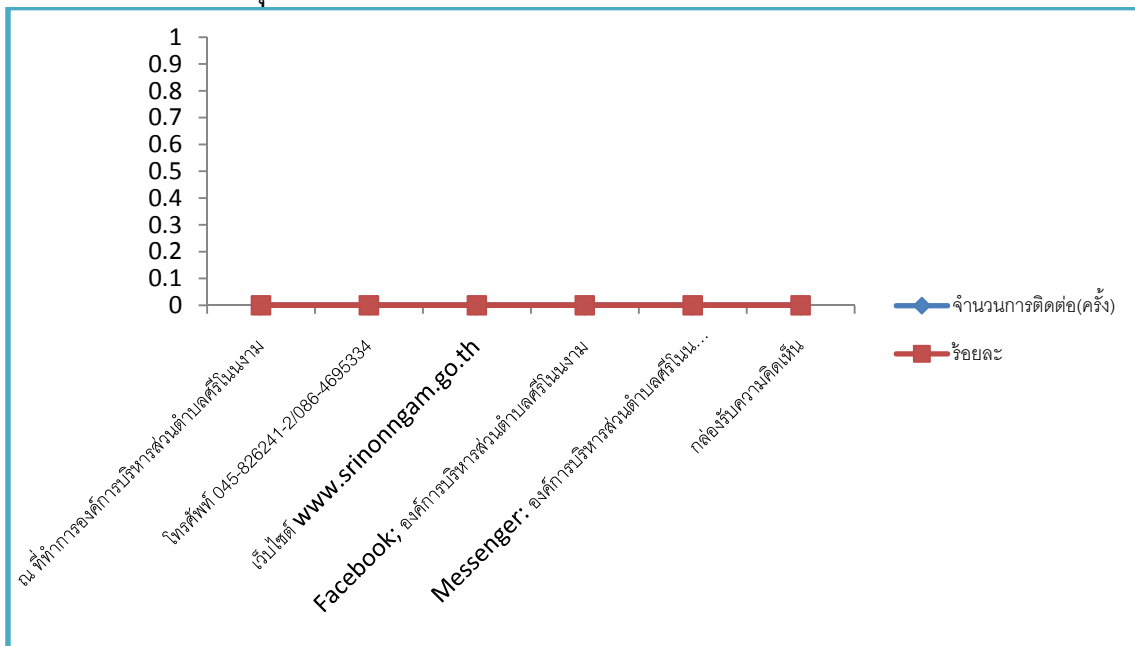 1
0.9
0.8
0.7
0.6
0.5
0.4
0.3
0.2
0.1
0
ณ ที่ทำการองค์การบริหารส่วนตำบลศรีโนนงาม
โทรศัพท์ 045-826241-2/086-4695334
เว็บไซต์ www.srinonngam.go.th
Facebook; องค์การบริหารส่วนตำบลศรีโนนงาม
Messenger: องค์การบริหารส่วนตำบลศรีโนน...
กล่องรับความคิดเห็น
จำนวนการติดต่อ(ครั้ง)
ร้อยละ